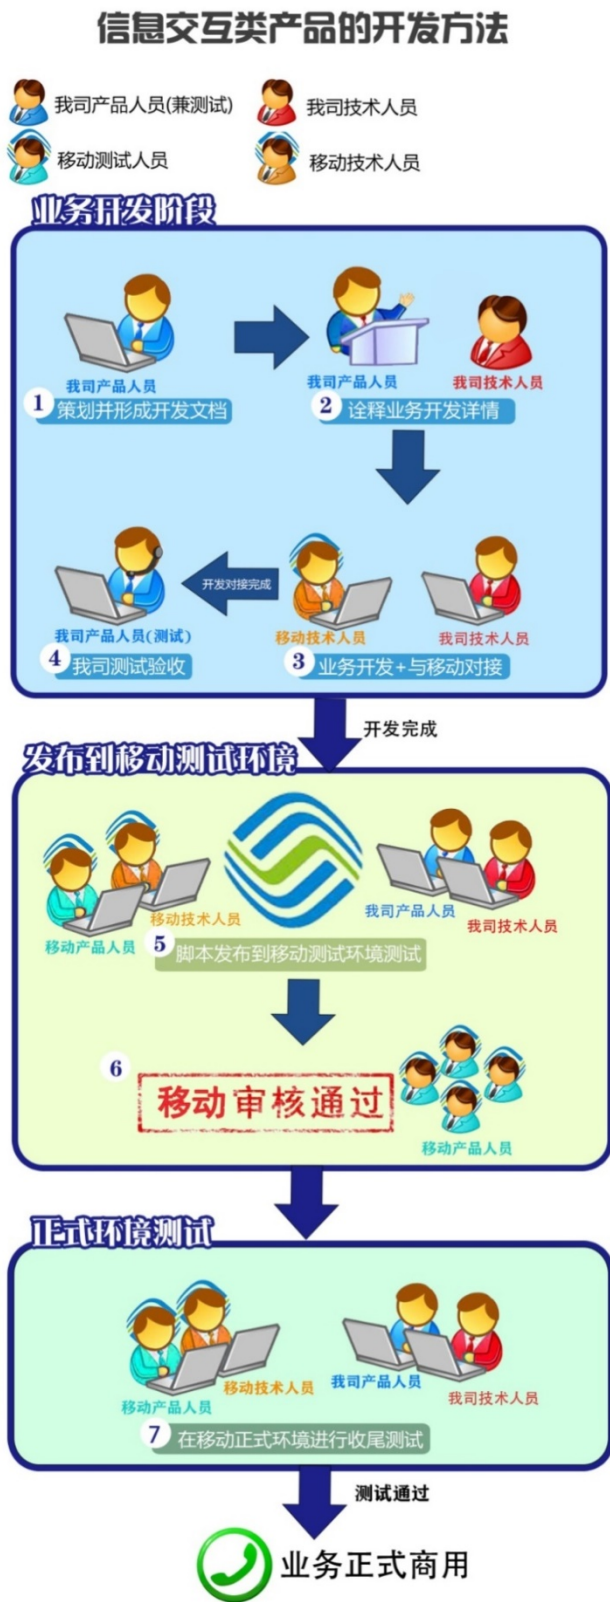 信息交互类产品的开发方法
我司产品人员(兼测试)
我司技术人员
移动测试人员
移动技术人员
业务开发阶段
我司产品人员
1 策划并形成开发文档
我司产品人员
我司技术人员
2 诠释业务开发详情
开发对接完成
我司产品人员(测试)
4 我司测试验收
移动技术人员
我司技术人员
3 业务开发+与移动对接
开发完成
发布到移动测试环境
移动产品人员
移动技术人员
我司产品人员
我司技术人员
5 脚本发布到移动测试环境测试
6
移动审核通过
移动产品人员
正式环境测试
移动产品人员
移动技术人员
我司产品人员
我司技术人员
7 在移动正式环境进行收尾测试
测试通过
业务正式商用